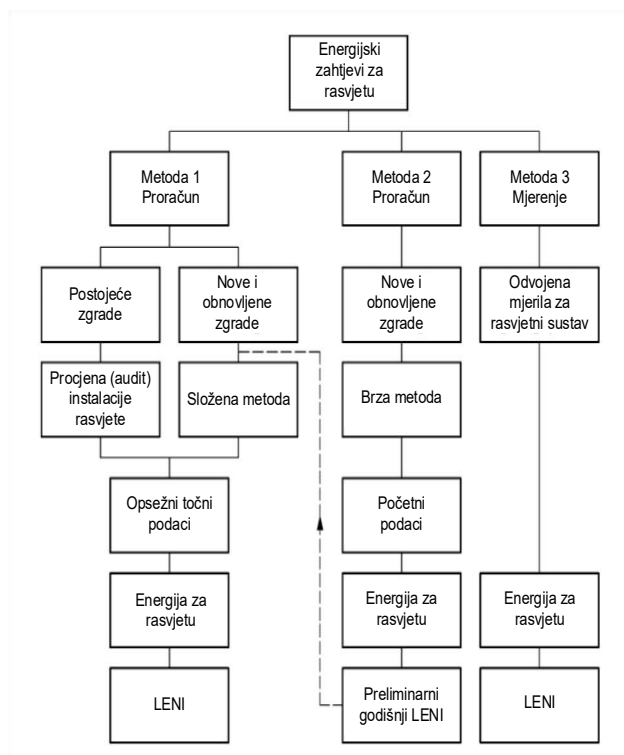 Energijski
zahtjevi za
rasvjetu
Metoda 1
Proračun
Metoda 2
Proračun
Metoda 3
Mjerenje
Postojeće
zgrade
Nove i
obnovljene
zgrade
Nove i
obnovljene
zgrade
Odvojena
mjerila za
rasvjetni sustav
Procjena (audit)
instalacije
rasvjete
Složena metoda
Brza metoda
Opsežni točni
podaci
Početni
podaci
Energija za
rasvjetu
Energija za
rasvjetu
Energija za
rasvjetu
LENI
Preliminarni
godišnji LENI
LENI